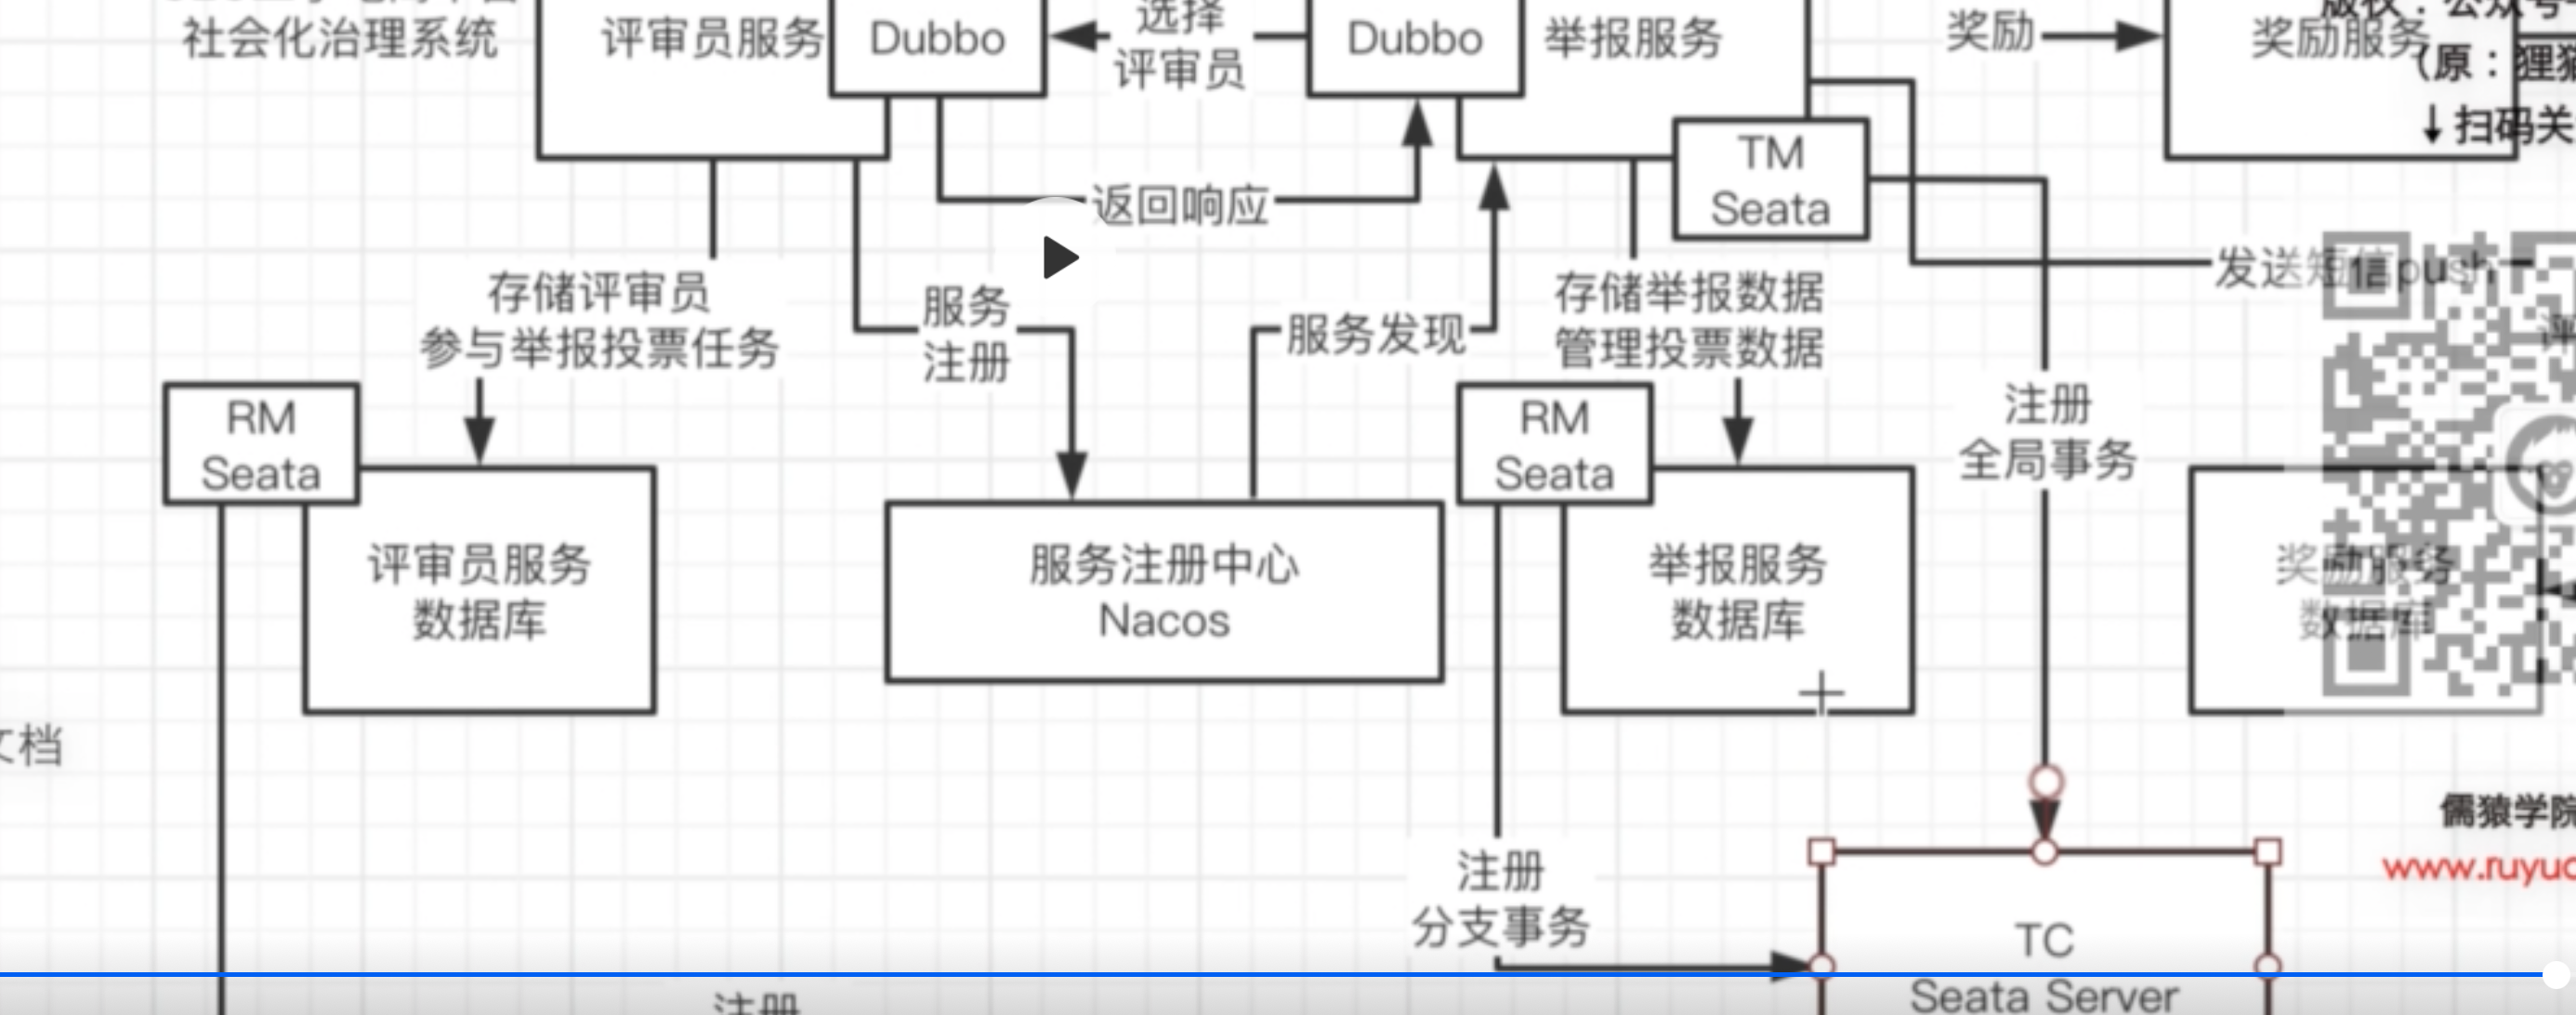 社会化治理系统
评审员服务
Dubbo
选择
评审员
Dubbo
举报服务
奖励
奖励服务
版权：公众号
（原：狸猫
↓扫码关
TM
Seata
返回响应
发送短信push
存储评审员
参与举报投票任务
服务
注册
服务发现
存储举报数据
管理投票数据
评
RM
Seata
RM
Seata
注册
全局事务
评审员服务
数据库
服务注册中心
Nacos
举报服务
数据库
奖励服务
数据库
文档
儒猿学院
www.ruyu
注册
分支事务
TC
Seata Server
注册